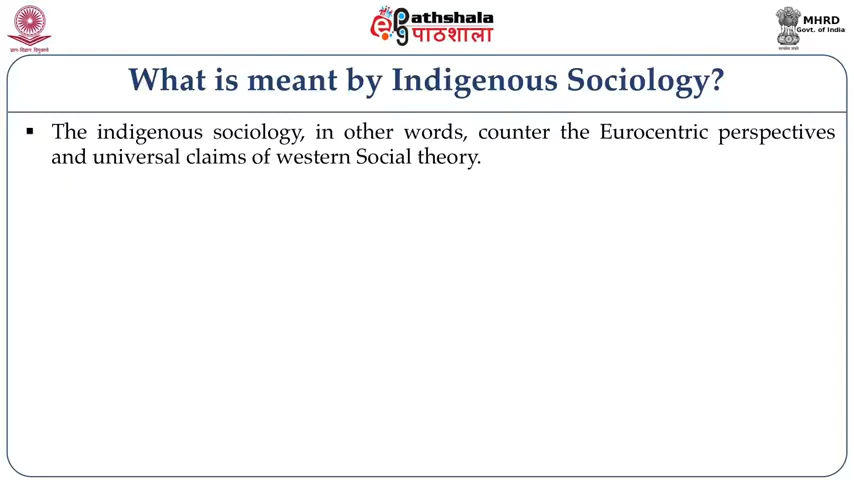 ePathshala
पाठशाला
MHRD
Govt. of India
What is meant by Indigenous Sociology?
▪ The indigenous sociology, in other words, counter the Eurocentric perspectives
and universal claims of western Social theory.